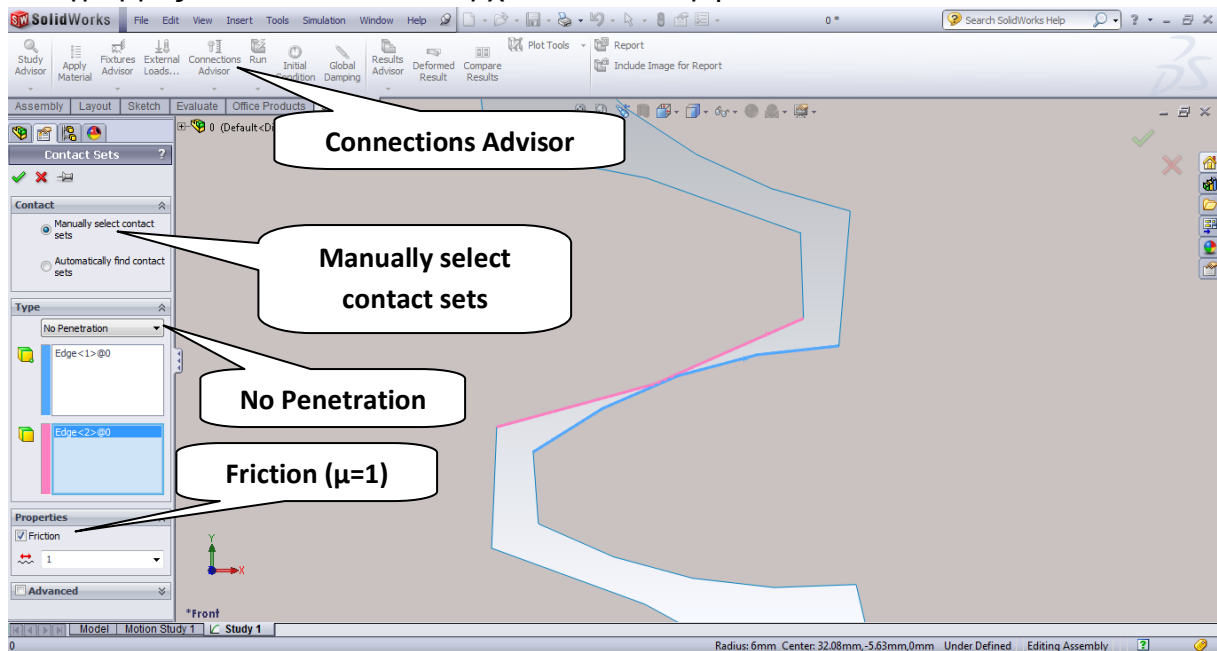 SolidWorks File Edit View Insert Tools Simulation Window Help 0 * Search SolidWorks Help ?
Study Advisor
Apply Material
Fixtures Advisor
External Loads...
Connections Advisor
Run
Initial Condition
Global Damping
Results Advisor
Deformed Result
Compare Results
Plot Tools
Report
Include Image for Report
Assembly Layout Sketch Evaluate Office Products
0 (Default<Di
Connections Advisor
Contact Sets ?
Contact
Manually select contact
sets
Automatically find contact
sets
Manually select
contact sets
Type
No Penetration
Edge<1>@0
No Penetration
Edge<2>@0
Friction (μ=1)
Properties
Friction
1
Advanced
Y
X
*Front
Model Motion Study 1 Study 1
0 Radius: 6mm Center: 32.08mm,-5.63mm,0mm Under Defined Editing Assembly ?